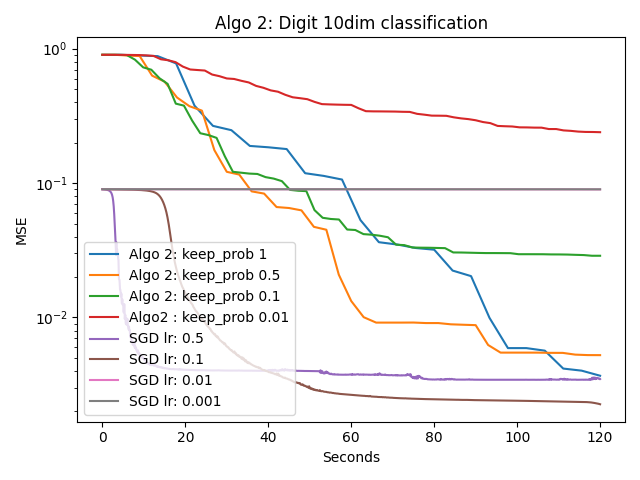 Algo 2: Digit 10dim classification
MSE
10^0
10^-1
10^-2
Algo 2: keep_prob 1
Algo 2: keep_prob 0.5
Algo 2: keep_prob 0.1
Algo2 : keep_prob 0.01
SGD lr: 0.5
SGD lr: 0.1
SGD lr: 0.01
SGD lr: 0.001
0 20 40 60 80 100 120
Seconds